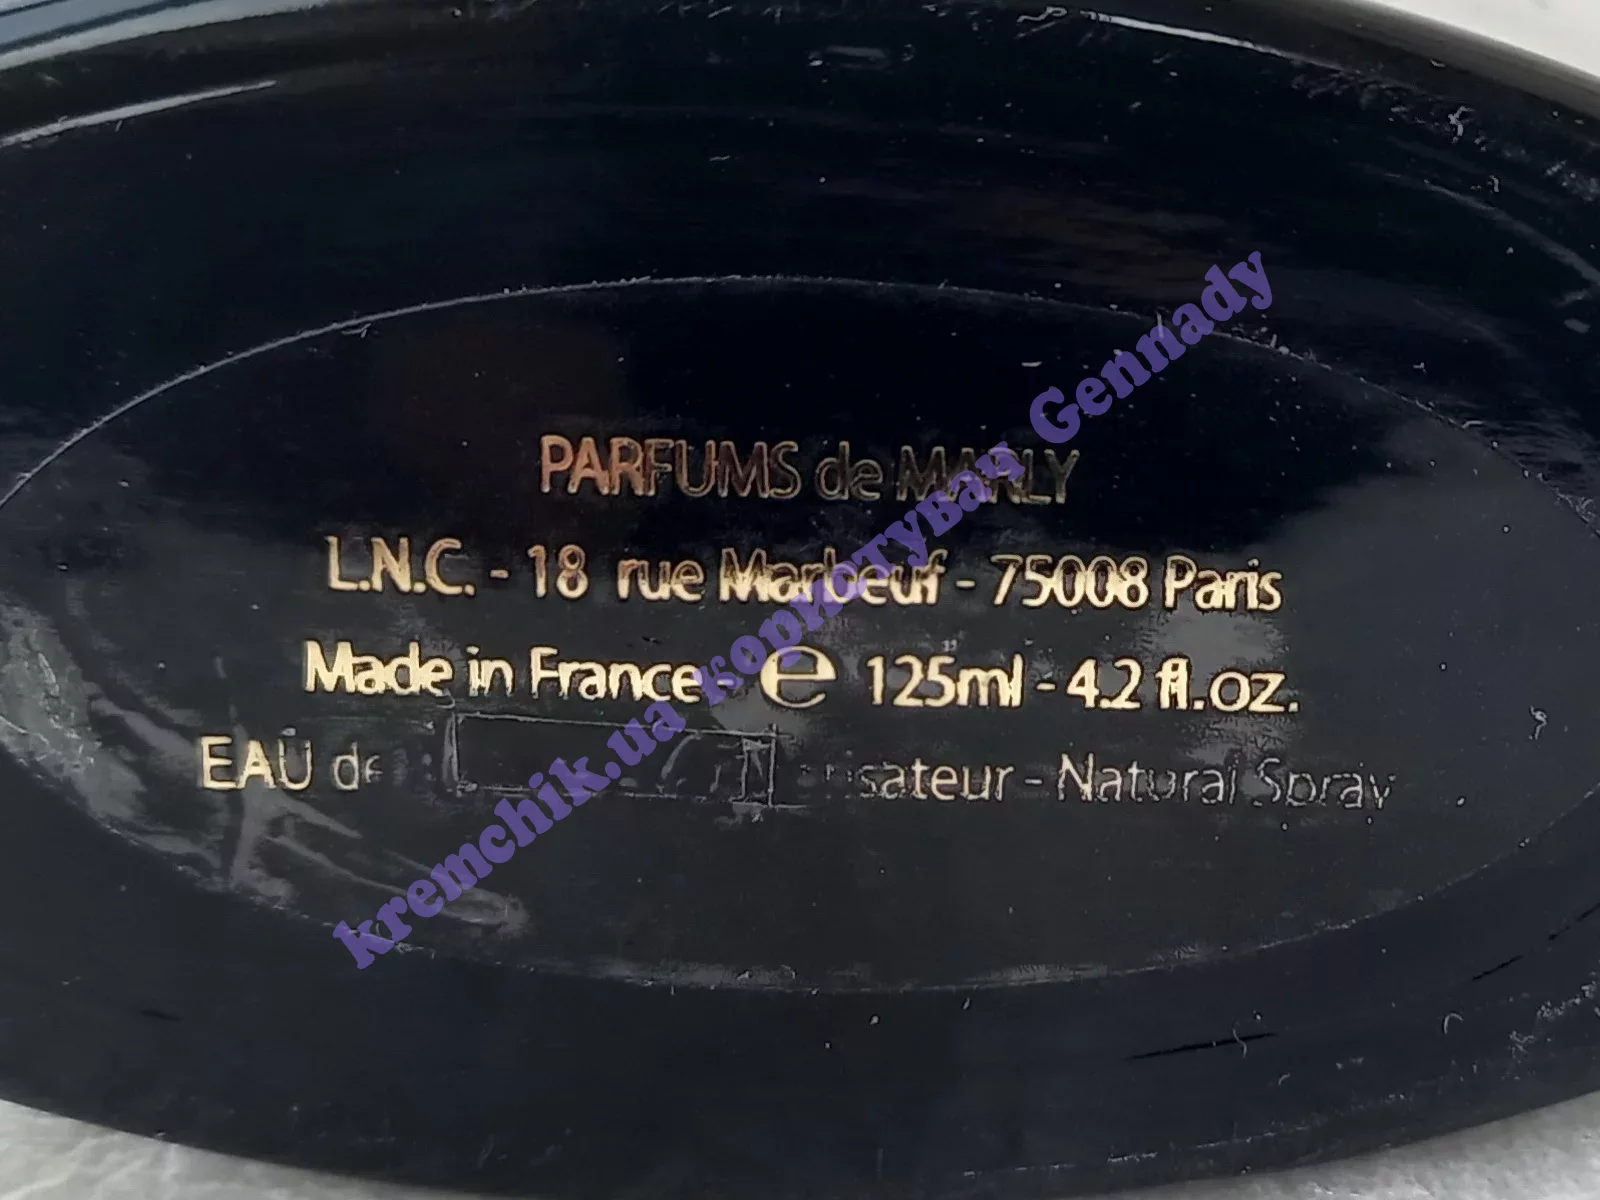 PARFUMS de MARLY
L.N.C. - 18 rue Marbeuf - 75008 Paris
Made in France - ℮ 125ml - 4.2 fl.oz.
EAU de - Natural Spray
kremchik.ua копотував Gennady